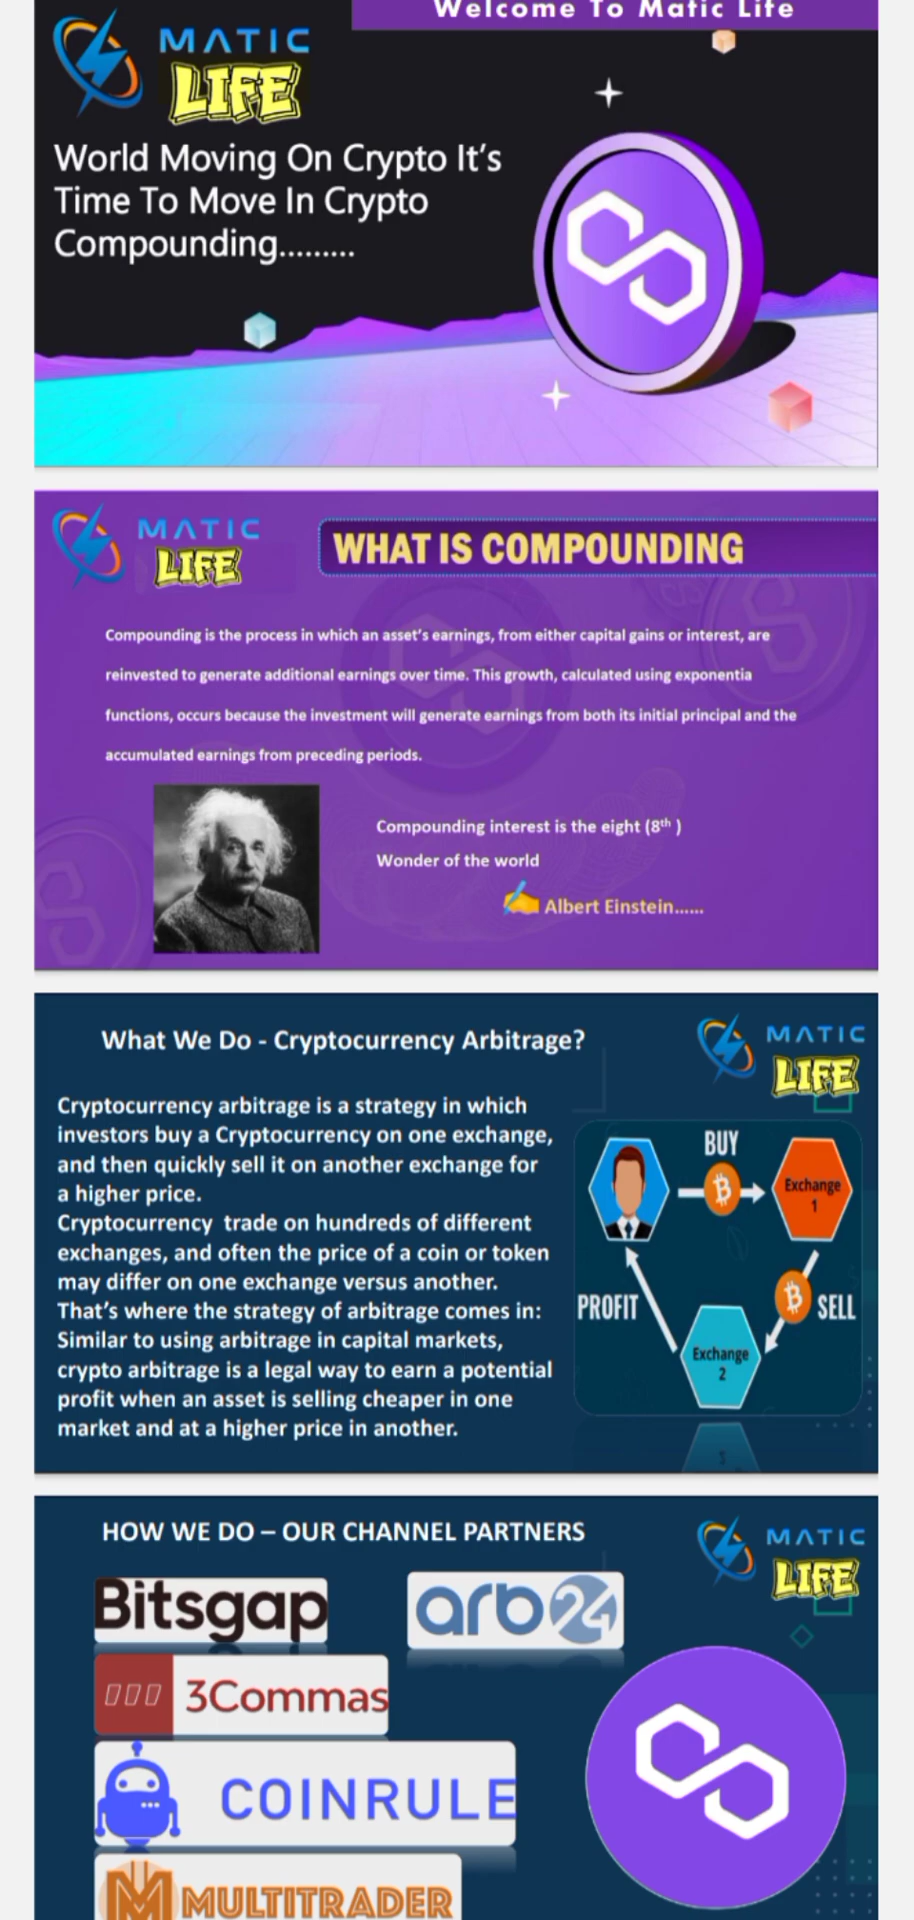 Welcome To Matic Life
MATIC
LIFE
World Moving On Crypto It's
Time To Move In Crypto
Compounding.........
MATIC
LIFE
WHAT IS COMPOUNDING
Compounding is the process in which an asset's earnings, from either capital gains or interest, are
reinvested to generate additional earnings over time. This growth, calculated using exponentia
functions, occurs because the investment will generate earnings from both its initial principal and the
accumulated earnings from preceding periods.
Compounding interest is the eight (8th )
Wonder of the world
Albert Einstein......
What We Do - Cryptocurrency Arbitrage?
MATIC
LIFE
Cryptocurrency arbitrage is a strategy in which
investors buy a Cryptocurrency on one exchange,
and then quickly sell it on another exchange for
a higher price.
Cryptocurrency  trade on hundreds of different
exchanges, and often the price of a coin or token
may differ on one exchange versus another.
That's where the strategy of arbitrage comes in:
Similar to using arbitrage in capital markets,
crypto arbitrage is a legal way to earn a potential
profit when an asset is selling cheaper in one
market and at a higher price in another.
BUY
Exchange
1
PROFIT
SELL
Exchange
2
HOW WE DO – OUR CHANNEL PARTNERS
MATIC
LIFE
Bitsgap
arb24
3Commas
COINRULE
MULTITRADER